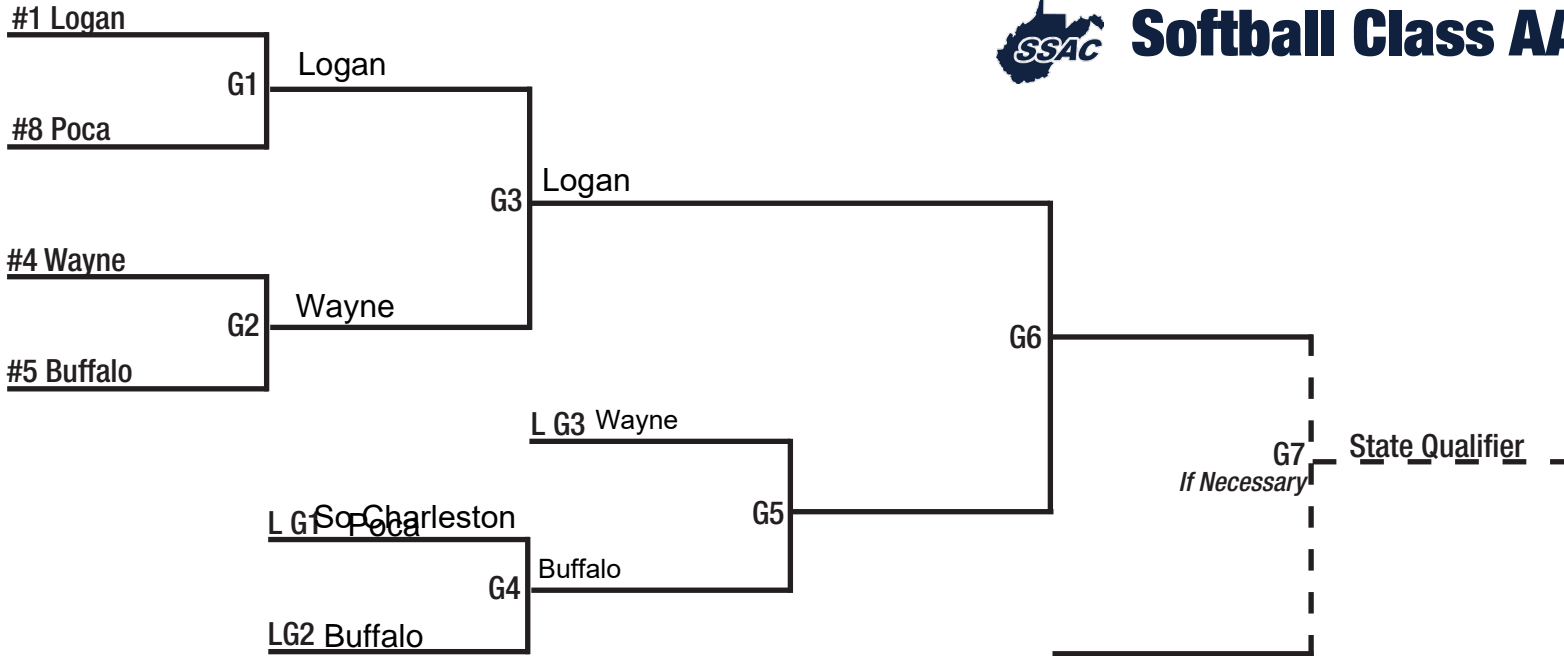 #1 Logan
SSAC Softball Class AA
Logan
G1
#8 Poca
Logan
G3
#4 Wayne
Wayne
G2
G6
#5 Buffalo
L G3 Wayne
G7 State Qualifier
If Necessary
L G1 So Charleston
Poca
G5
Buffalo
G4
LG2 Buffalo